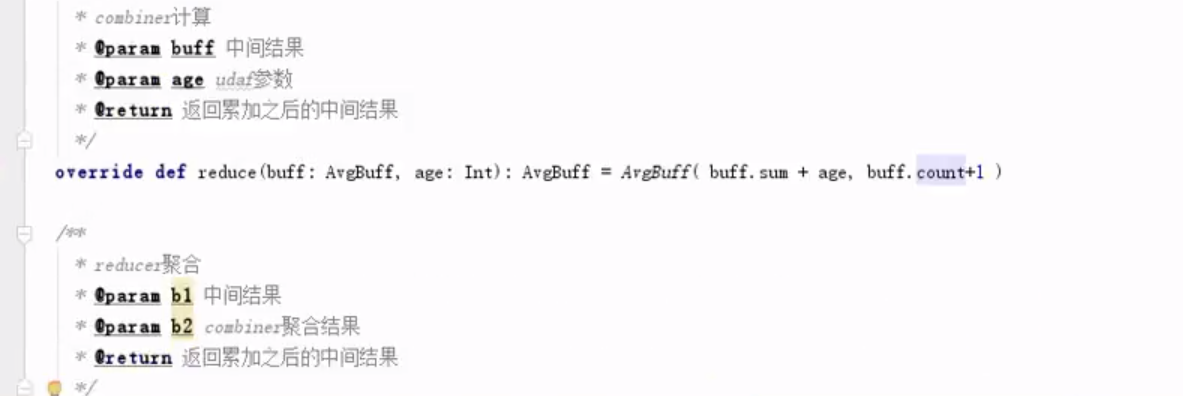 * combiner计算
* @param buff 中间结果
* @param age udaf参数
* @return 返回累加之后的中间结果
*/
override def reduce(buff: AvgBuff, age: Int): AvgBuff = AvgBuff( buff.sum + age, buff.count+1 )
/**
* reducer聚合
* @param b1 中间结果
* @param b2 combiner聚合结果
* @return 返回累加之后的中间结果
*/